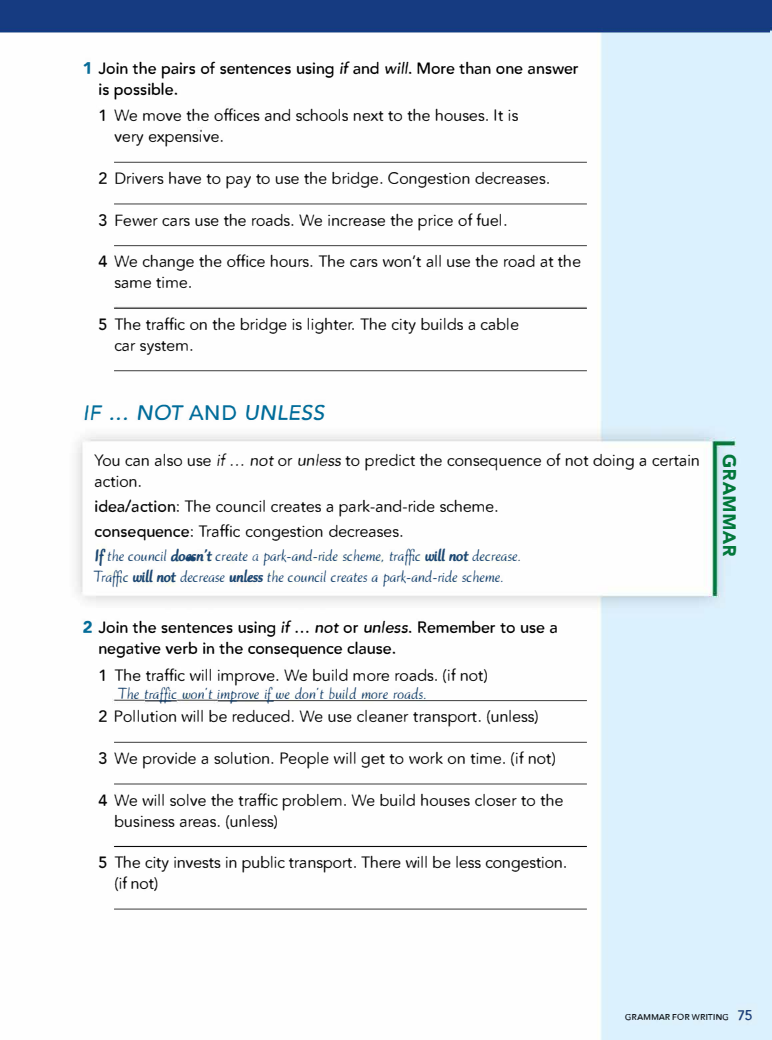 1 Join the pairs of sentences using if and will. More than one answer
is possible.
1 We move the offices and schools next to the houses. It is
very expensive.
2 Drivers have to pay to use the bridge. Congestion decreases.
3 Fewer cars use the roads. We increase the price of fuel.
4 We change the office hours. The cars won't all use the road at the
same time.
5 The traffic on the bridge is lighter. The city builds a cable
car system.
IF … NOT AND UNLESS
You can also use if … not or unless to predict the consequence of not doing a certain
action.
idea/action: The council creates a park-and-ride scheme.
consequence: Traffic congestion decreases.
If the council doesn't create a park-and-ride scheme, traffic will not decrease.
Traffic will not decrease unless the council creates a park-and-ride scheme.
GRAMMAR
2 Join the sentences using if … not or unless. Remember to use a
negative verb in the consequence clause.
1 The traffic will improve. We build more roads. (if not)
The traffic won't improve if we don't build more roads.
2 Pollution will be reduced. We use cleaner transport. (unless)
3 We provide a solution. People will get to work on time. (if not)
4 We will solve the traffic problem. We build houses closer to the
business areas. (unless)
5 The city invests in public transport. There will be less congestion.
(if not)
GRAMMAR FOR WRITING 75